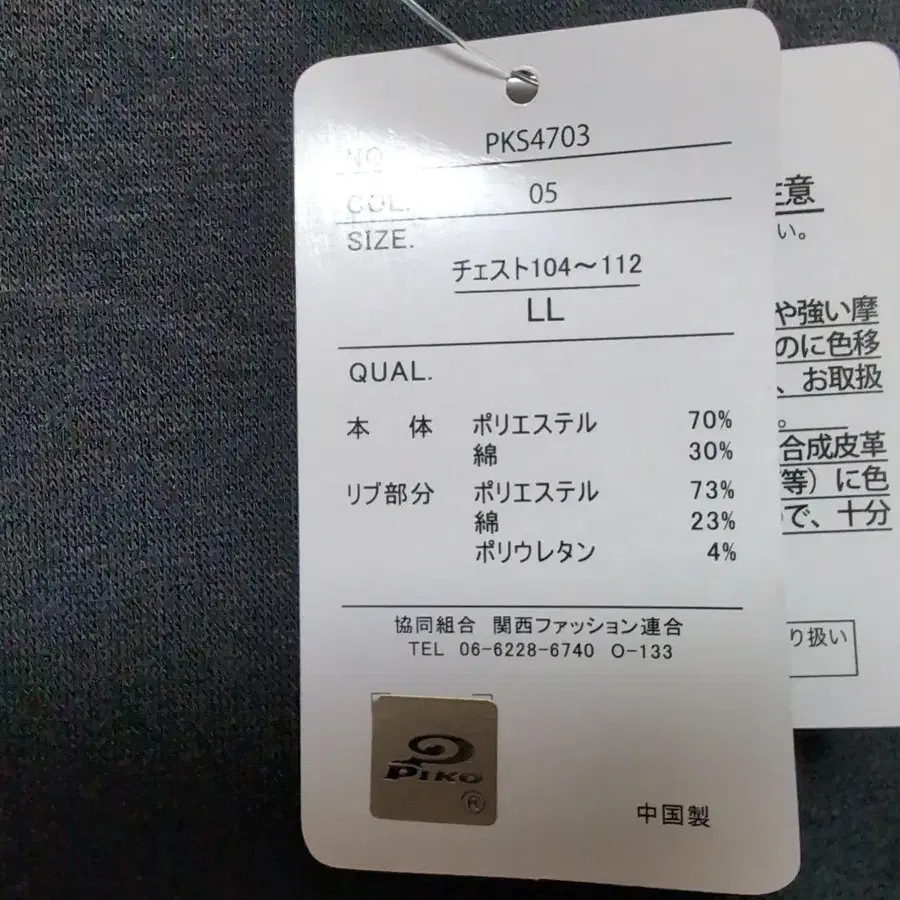 NO. PKS4703
COL. 05
SIZE.
チェスト104～112
LL
QUAL.
本 体 ポリエステル 70%
綿 30%
リブ部分 ポリエステル 73%
綿 23%
ポリウレタン 4%
協同組合 関西ファッション連合
TEL 06-6228-6740 O-133
PIKO
®
中国製
注意
い。
や強い摩
のに色移
、お取扱
。
合成皮革
等）に色
で、十分
り扱い